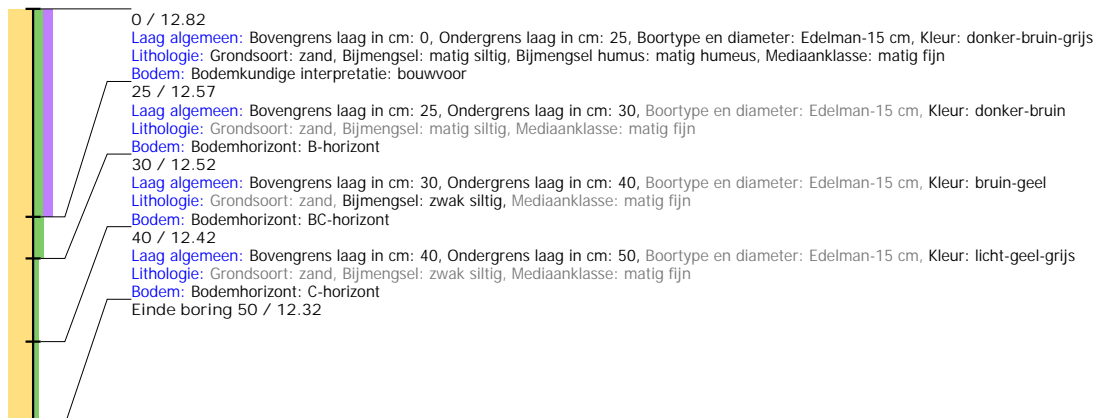 0 / 12.82
Laag algemeen: Bovengrens laag in cm: 0, Ondergrens laag in cm: 25, Boortype en diameter: Edelman-15 cm, Kleur: donker-bruin-grijs
Lithologie: Grondsoort: zand, Bijmengsel: matig siltig, Bijmengsel humus: matig humeus, Mediaanklasse: matig fijn
Bodem: Bodemkundige interpretatie: bouwvoor
25 / 12.57
Laag algemeen: Bovengrens laag in cm: 25, Ondergrens laag in cm: 30, Boortype en diameter: Edelman-15 cm, Kleur: donker-bruin
Lithologie: Grondsoort: zand, Bijmengsel: matig siltig, Mediaanklasse: matig fijn
Bodem: Bodemhorizont: B-horizont
30 / 12.52
Laag algemeen: Bovengrens laag in cm: 30, Ondergrens laag in cm: 40, Boortype en diameter: Edelman-15 cm, Kleur: bruin-geel
Lithologie: Grondsoort: zand, Bijmengsel: zwak siltig, Mediaanklasse: matig fijn
Bodem: Bodemhorizont: BC-horizont
40 / 12.42
Laag algemeen: Bovengrens laag in cm: 40, Ondergrens laag in cm: 50, Boortype en diameter: Edelman-15 cm, Kleur: licht-geel-grijs
Lithologie: Grondsoort: zand, Bijmengsel: zwak siltig, Mediaanklasse: matig fijn
Bodem: Bodemhorizont: C-horizont
Einde boring 50 / 12.32